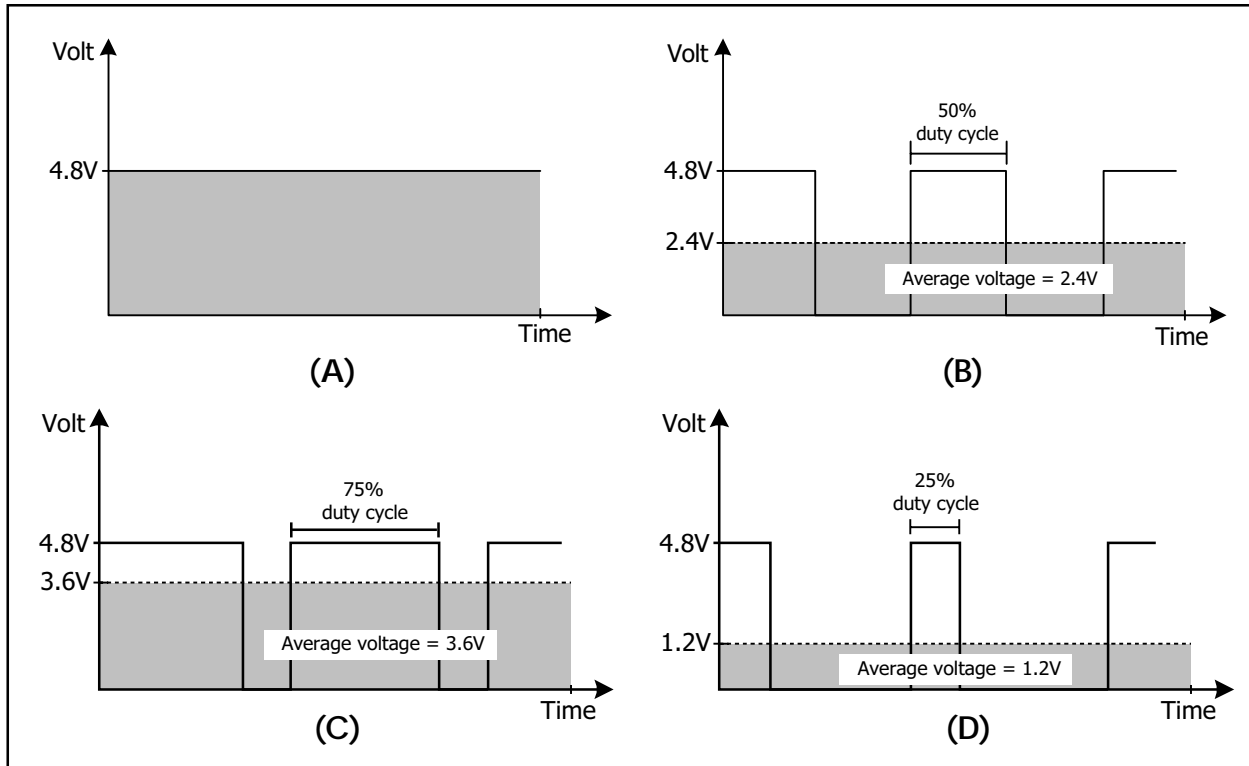 Volt
4.8V
Time
(A)
Volt
50%
duty cycle
4.8V
2.4V
Average voltage = 2.4V
Time
(B)
Volt
75%
duty cycle
4.8V
3.6V
Average voltage = 3.6V
Time
(C)
Volt
25%
duty cycle
4.8V
1.2V
Average voltage = 1.2V
Time
(D)